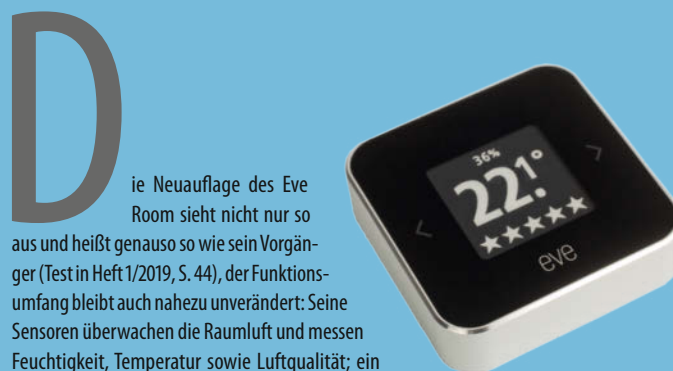 Die Neuauflage des Eve
Room sieht nicht nur so
aus und heißt genauso so wie sein Vorgän-
ger (Test in Heft 1/2019, S. 44), der Funktions-
umfang bleibt auch nahezu unverändert: Seine
Sensoren überwachen die Raumluft und messen
Feuchtigkeit, Temperatur sowie Luftqualität; ein
36%
22.1°
★★★★★
eve